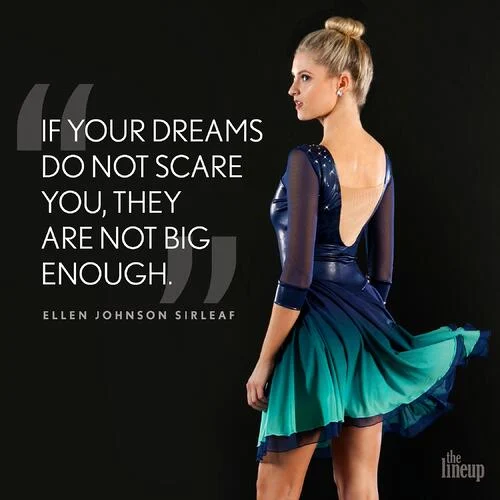 “
IF YOUR DREAMS
DO NOT SCARE
YOU, THEY
ARE NOT BIG
ENOUGH.
”
ELLEN JOHNSON SIRLEAF
the
lineup